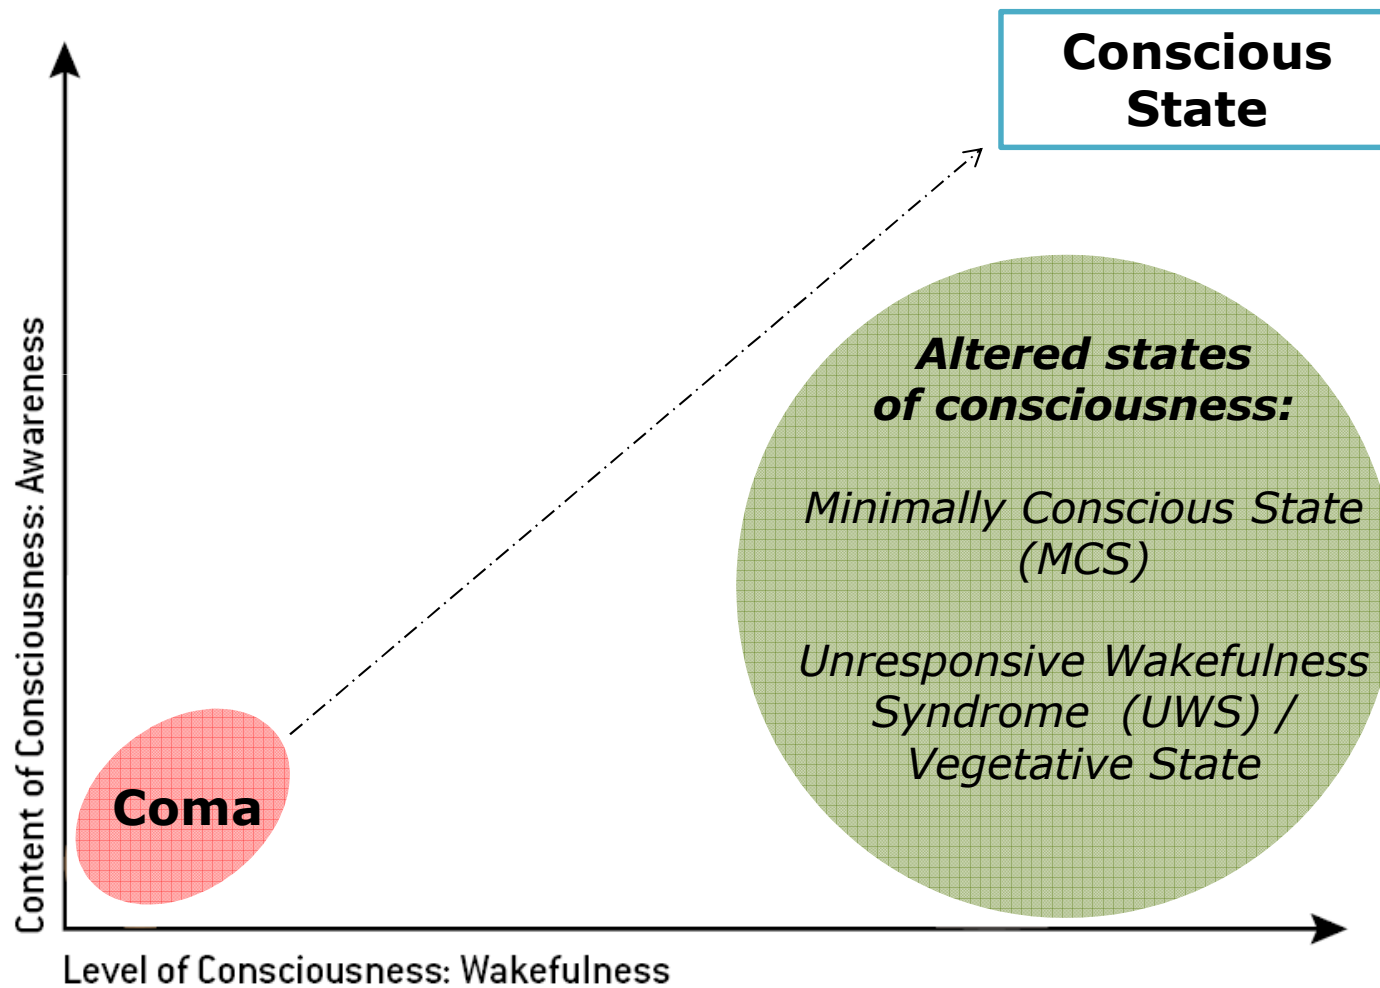 Conscious
State
Content of Consciousness: Awareness
Altered states
of consciousness:
Minimally Conscious State
(MCS)
Unresponsive Wakefulness
Syndrome (UWS) /
Vegetative State
Coma
Level of Consciousness: Wakefulness